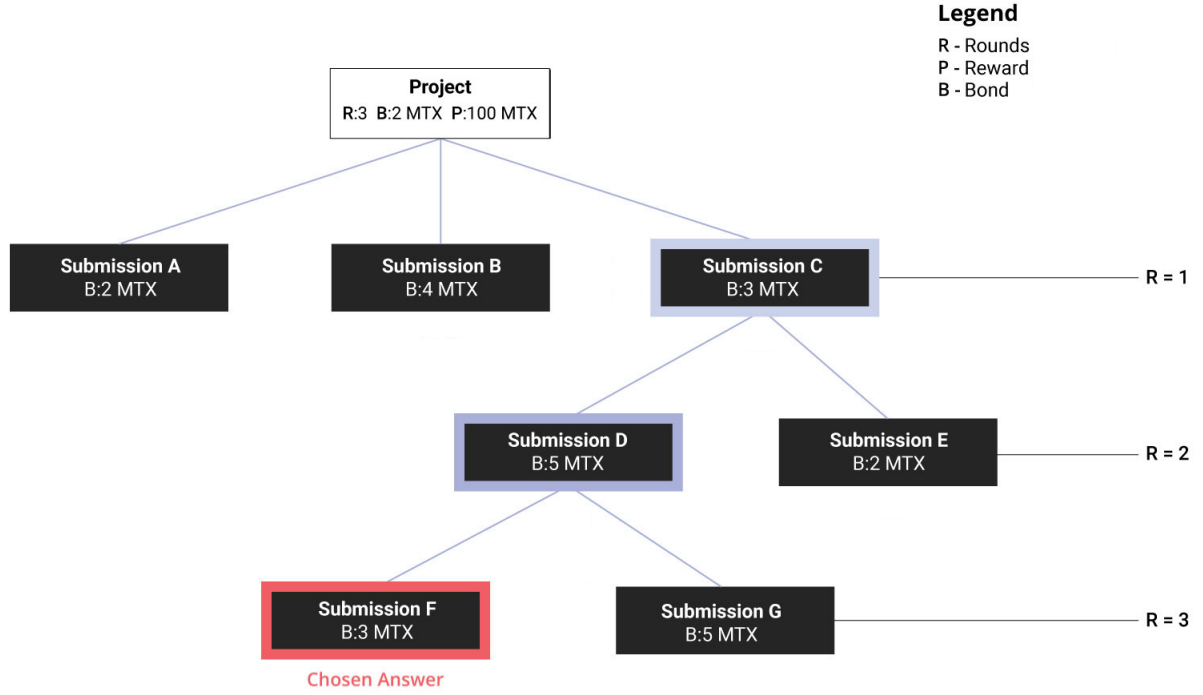 Legend
R - Rounds
P - Reward
B - Bond
Project
R:3 B:2 MTX P:100 MTX
Submission A
B:2 MTX
Submission B
B:4 MTX
Submission C
B:3 MTX
R = 1
Submission D
B:5 MTX
Submission E
B:2 MTX
R = 2
Submission F
B:3 MTX
Submission G
B:5 MTX
R = 3
Chosen Answer